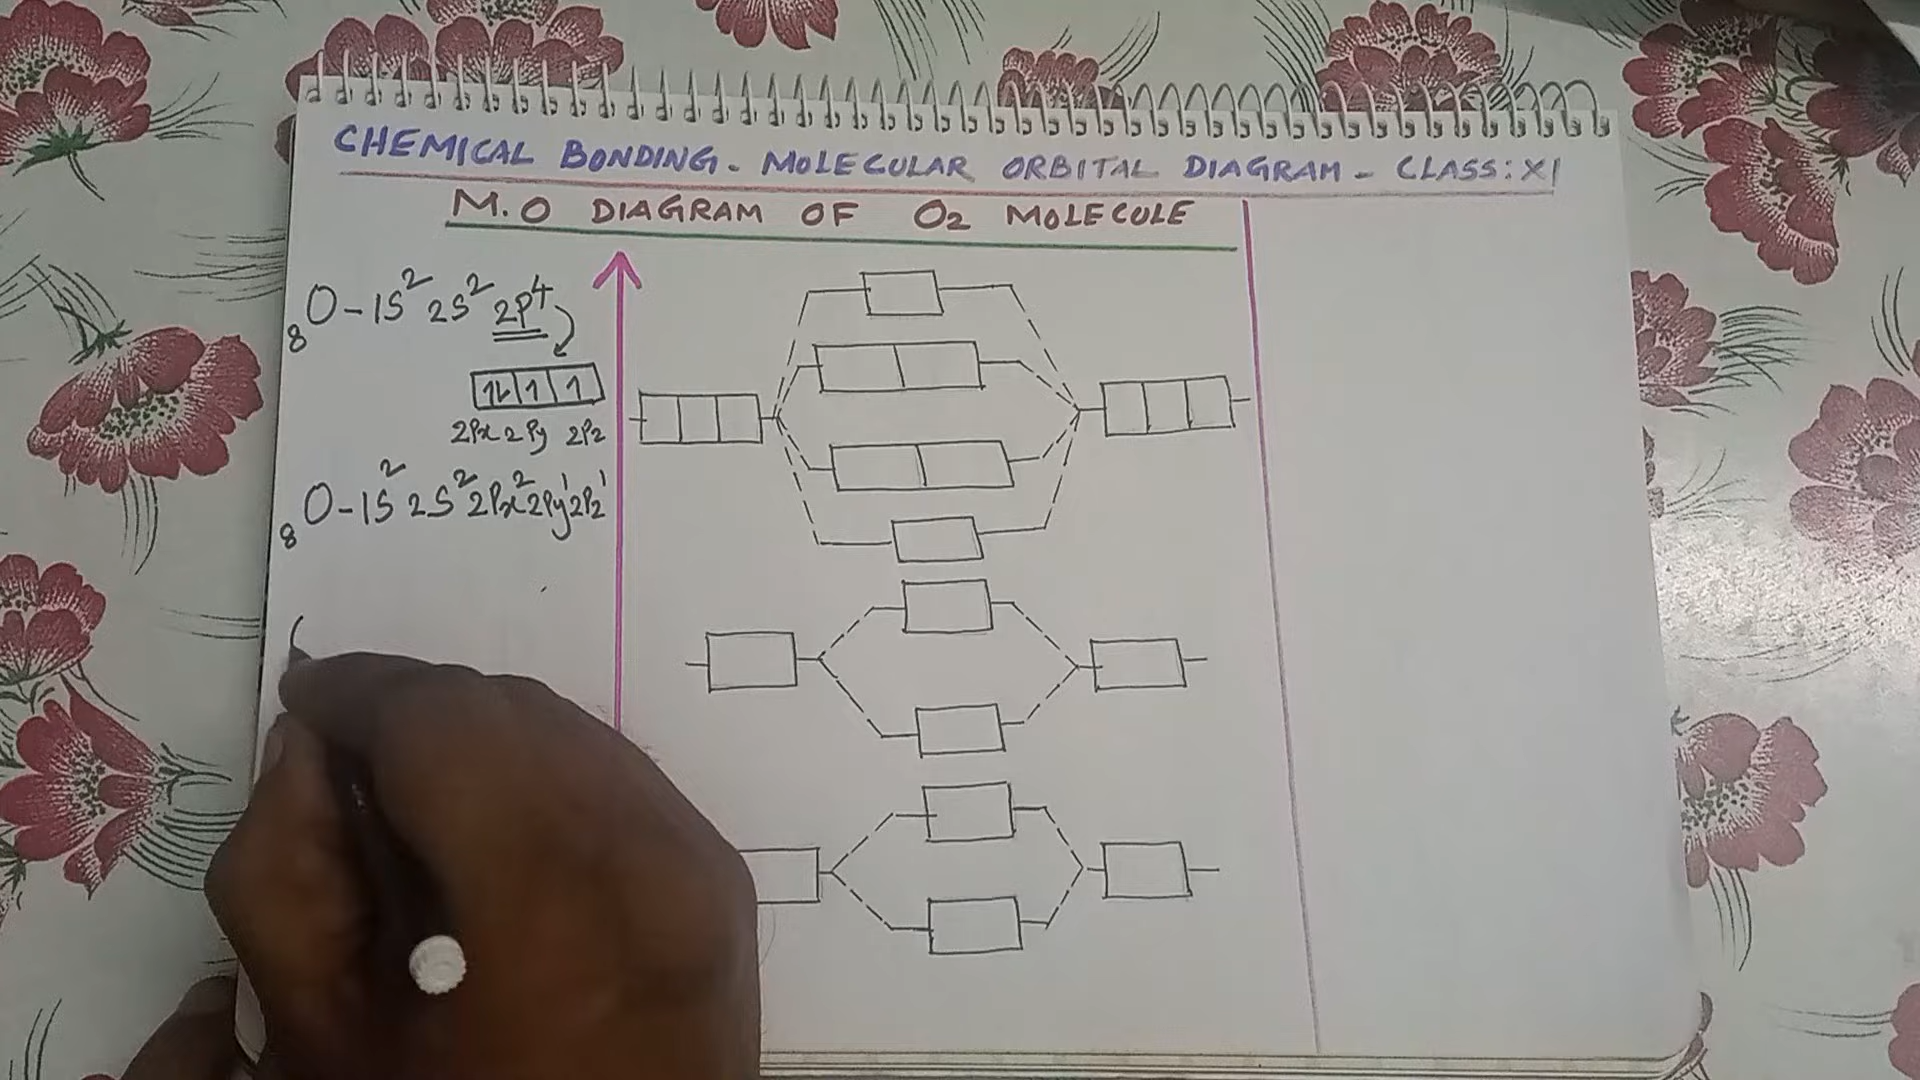 CHEMICAL BONDING - MOLECULAR ORBITAL DIAGRAM - CLASS: XI
M.O DIAGRAM OF O2 MOLECULE
₈O - 1S² 2S² 2P⁴
1L 1 1
2Px 2Py 2Pz
₈O - 1S² 2S² 2Px² 2Py¹ 2Pz¹